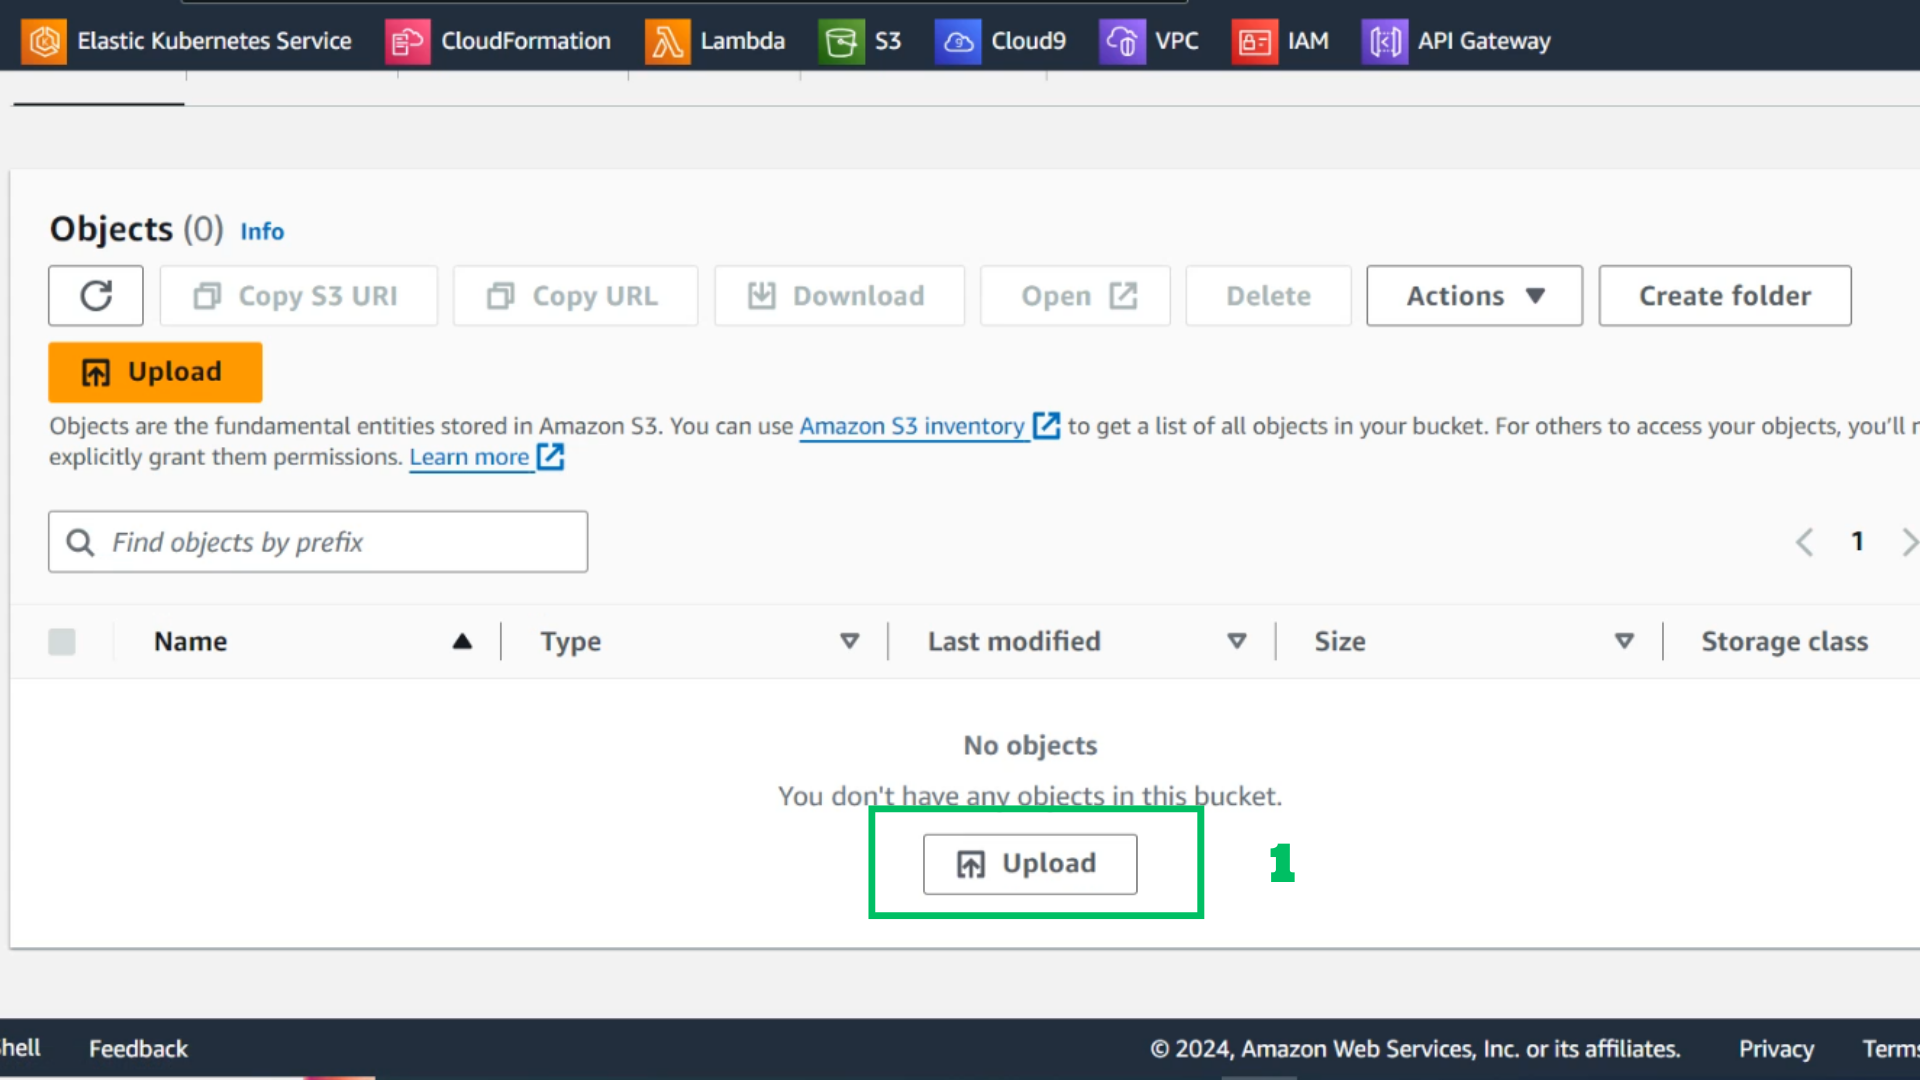 Elastic Kubernetes Service CloudFormation Lambda S3 Cloud9 VPC IAM API Gateway
Objects (0) Info
Copy S3 URI Copy URL Download Open Delete Actions Create folder
Upload
Objects are the fundamental entities stored in Amazon S3. You can use Amazon S3 inventory to get a list of all objects in your bucket. For others to access your objects, you'll
explicitly grant them permissions. Learn more
Find objects by prefix
1
Name Type Last modified Size Storage class
No objects
You don't have any objects in this bucket.
Upload
1
hell Feedback © 2024, Amazon Web Services, Inc. or its affiliates. Privacy Terms